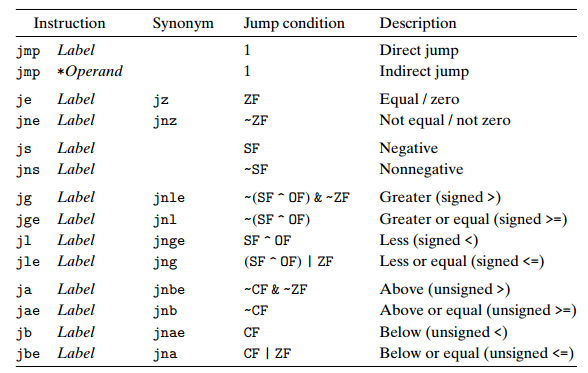 Instruction Synonym Jump condition Description
jmp Label 1 Direct jump
jmp *Operand 1 Indirect jump
je Label jz ZF Equal / zero
jne Label jnz ~ZF Not equal / not zero
js Label SF Negative
jns Label ~SF Nonnegative
jg Label jnle ~(SF ^ OF) & ~ZF Greater (signed >)
jge Label jnl ~(SF ^ OF) Greater or equal (signed >=)
jl Label jnge SF ^ OF Less (signed <)
jle Label jng (SF ^ OF) | ZF Less or equal (signed <=)
ja Label jnbe ~CF & ~ZF Above (unsigned >)
jae Label jnb ~CF Above or equal (unsigned >=)
jb Label jnae CF Below (unsigned <)
jbe Label jna CF | ZF Below or equal (unsigned <=)